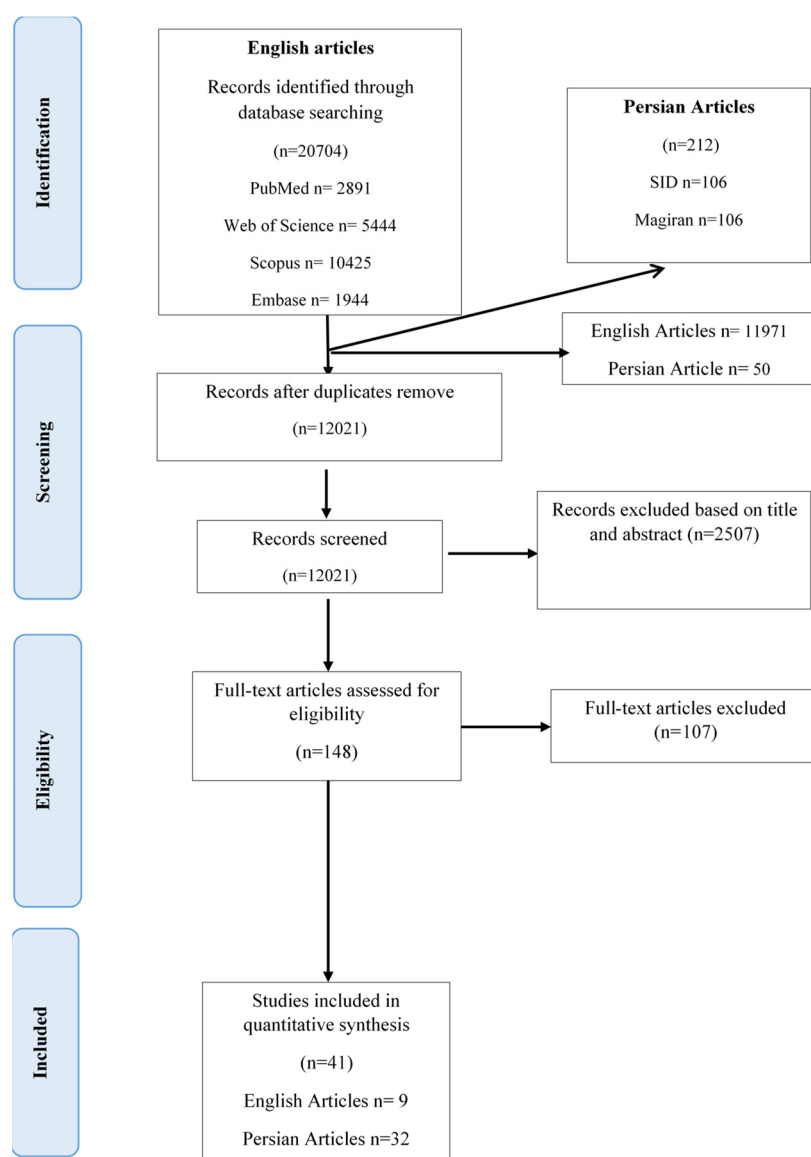 Identification
English articles
Records identified through
database searching
(n=20704)
PubMed n= 2891
Web of Science n= 5444
Scopus n= 10425
Embase n= 1944
Persian Articles
(n=212)
SID n=106
Magiran n=106
Screening
English Articles n= 11971
Persian Article n= 50
Records after duplicates remove
(n=12021)
Records screened
(n=12021)
Records excluded based on title
and abstract (n=2507)
Eligibility
Full-text articles assessed for
eligibility
(n=148)
Full-text articles excluded
(n=107)
Included
Studies included in
quantitative synthesis
(n=41)
English Articles n= 9
Persian Articles n=32